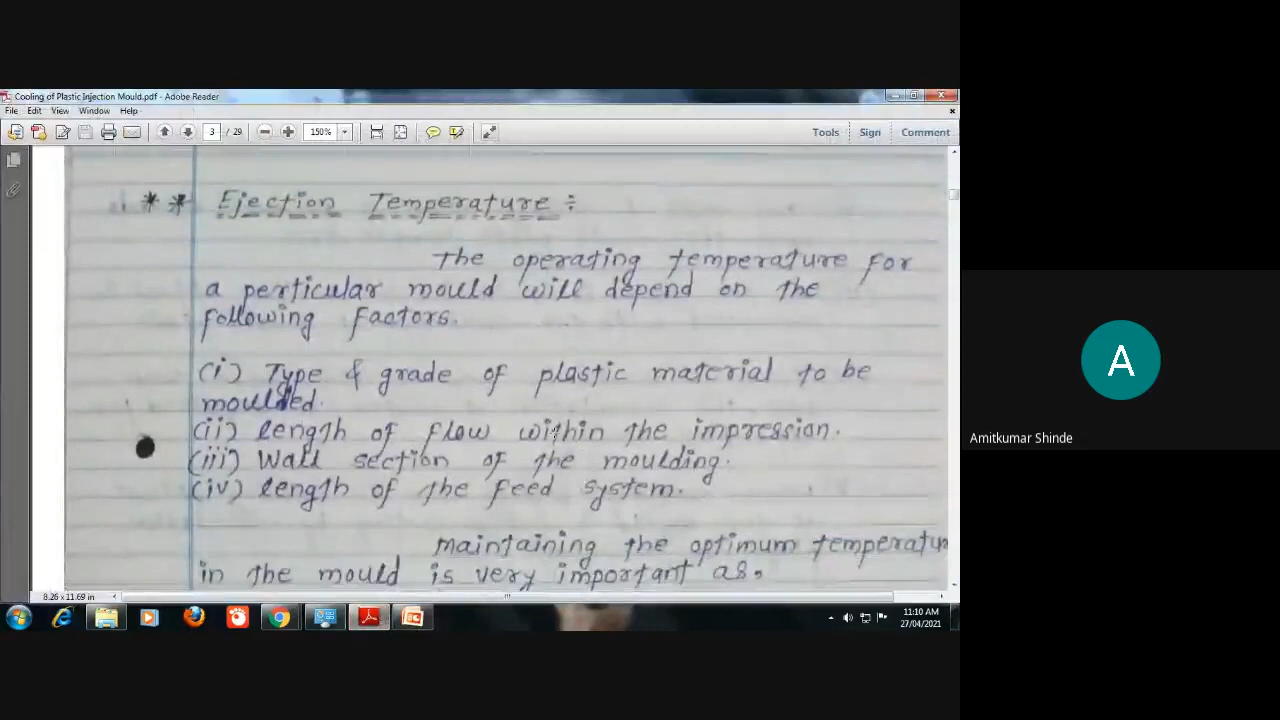 Cooling of Plastic Injection Mould.pdf - Adobe Reader
File Edit View Window Help
3 / 29 150% Tools Sign Comment
** Ejection Temperature ÷
The operating temperature for
a perticular mould will depend on the
following factors.
(i) Type & grade of plastic material to be
moulded.
(ii) length of flow within the impression.
(iii) Wall section of the moulding.
(iv) length of the feed system.
maintaining the optimum temperatur
in the mould is very important as,
8.26 x 11.69 in
11:10 AM
27/04/2021
A
Amitkumar Shinde